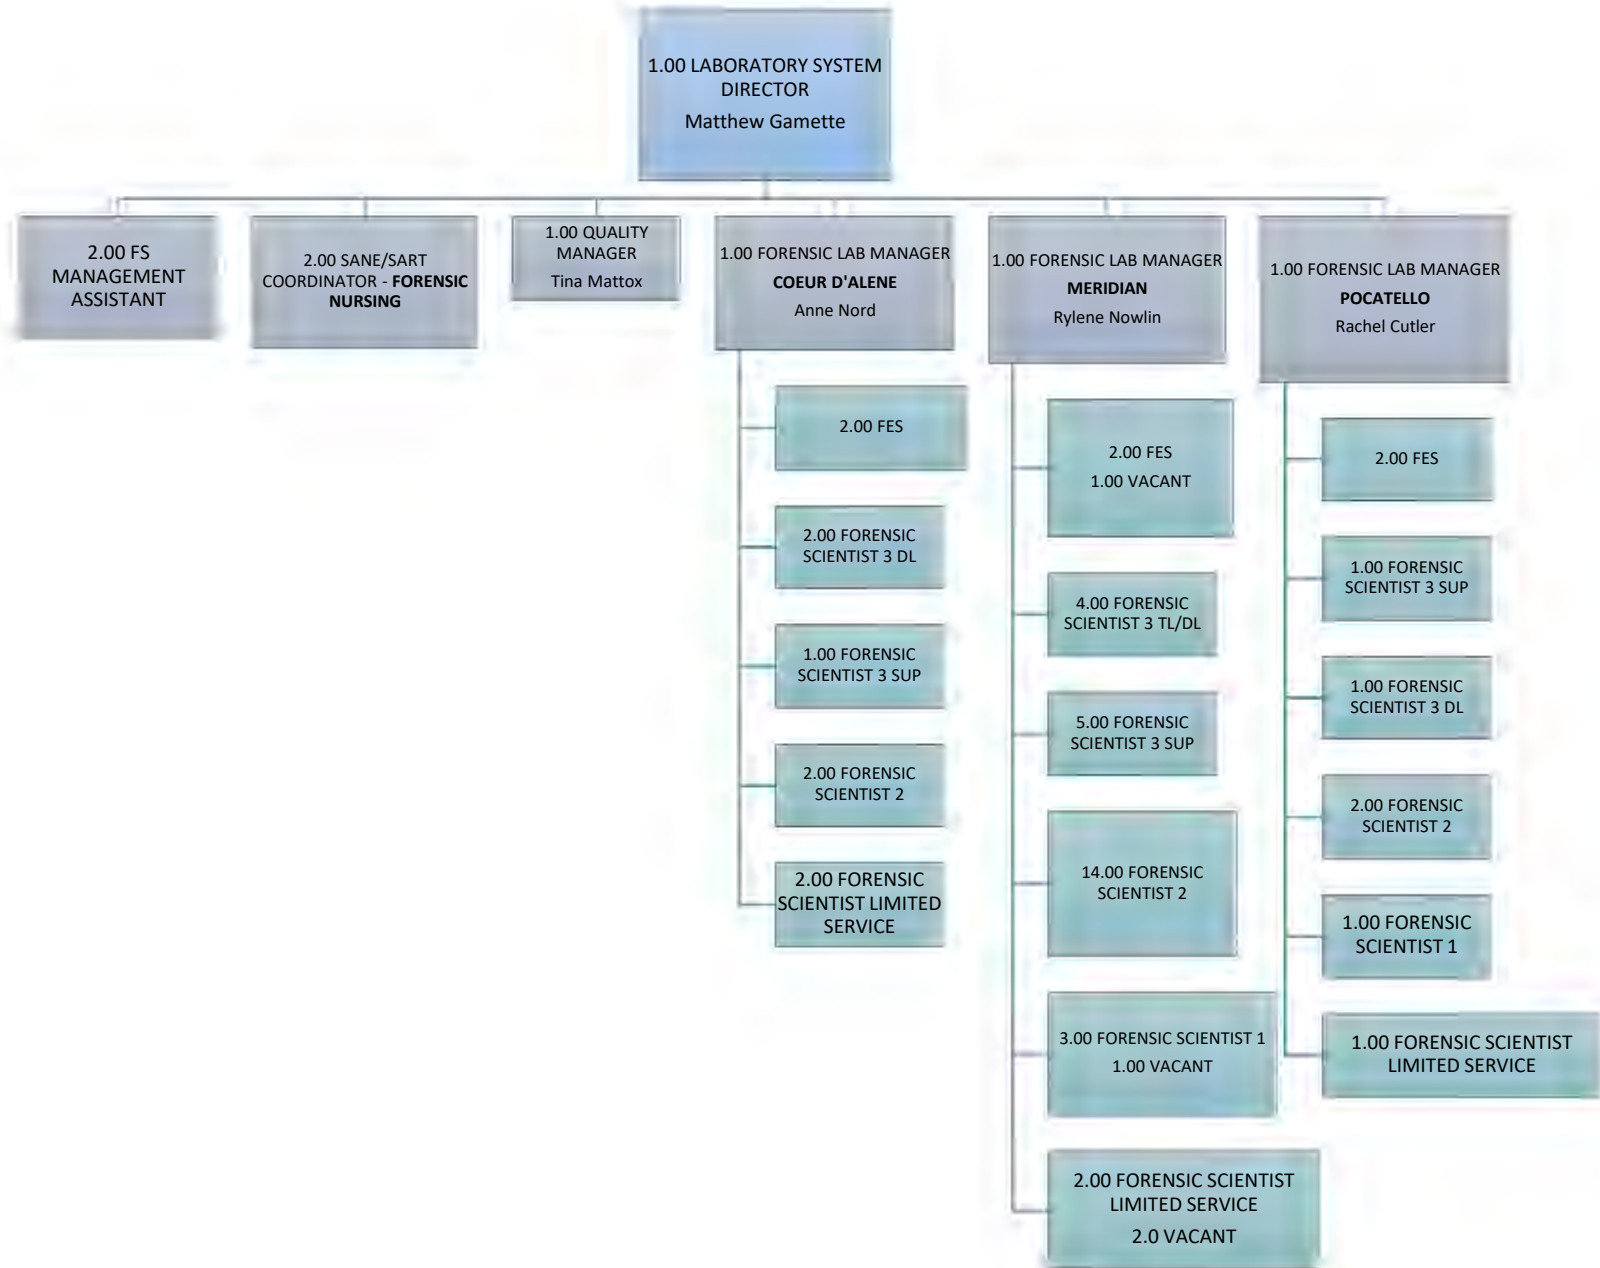 1.00 LABORATORY SYSTEM
DIRECTOR
Matthew Gamette
2.00 FS
MANAGEMENT
ASSISTANT
2.00 SANE/SART
COORDINATOR - FORENSIC
NURSING
1.00 QUALITY
MANAGER
Tina Mattox
1.00 FORENSIC LAB MANAGER
COEUR D'ALENE
Anne Nord
2.00 FES
2.00 FORENSIC
SCIENTIST 3 DL
1.00 FORENSIC
SCIENTIST 3 SUP
2.00 FORENSIC
SCIENTIST 2
2.00 FORENSIC
SCIENTIST LIMITED
SERVICE
1.00 FORENSIC LAB MANAGER
MERIDIAN
Rylene Nowlin
2.00 FES
1.00 VACANT
4.00 FORENSIC
SCIENTIST 3 TL/DL
5.00 FORENSIC
SCIENTIST 3 SUP
14.00 FORENSIC
SCIENTIST 2
3.00 FORENSIC SCIENTIST 1
1.00 VACANT
2.00 FORENSIC SCIENTIST
LIMITED SERVICE
2.0 VACANT
1.00 FORENSIC LAB MANAGER
POCATELLO
Rachel Cutler
2.00 FES
1.00 FORENSIC
SCIENTIST 3 SUP
1.00 FORENSIC
SCIENTIST 3 DL
2.00 FORENSIC
SCIENTIST 2
1.00 FORENSIC
SCIENTIST 1
1.00 FORENSIC SCIENTIST
LIMITED SERVICE